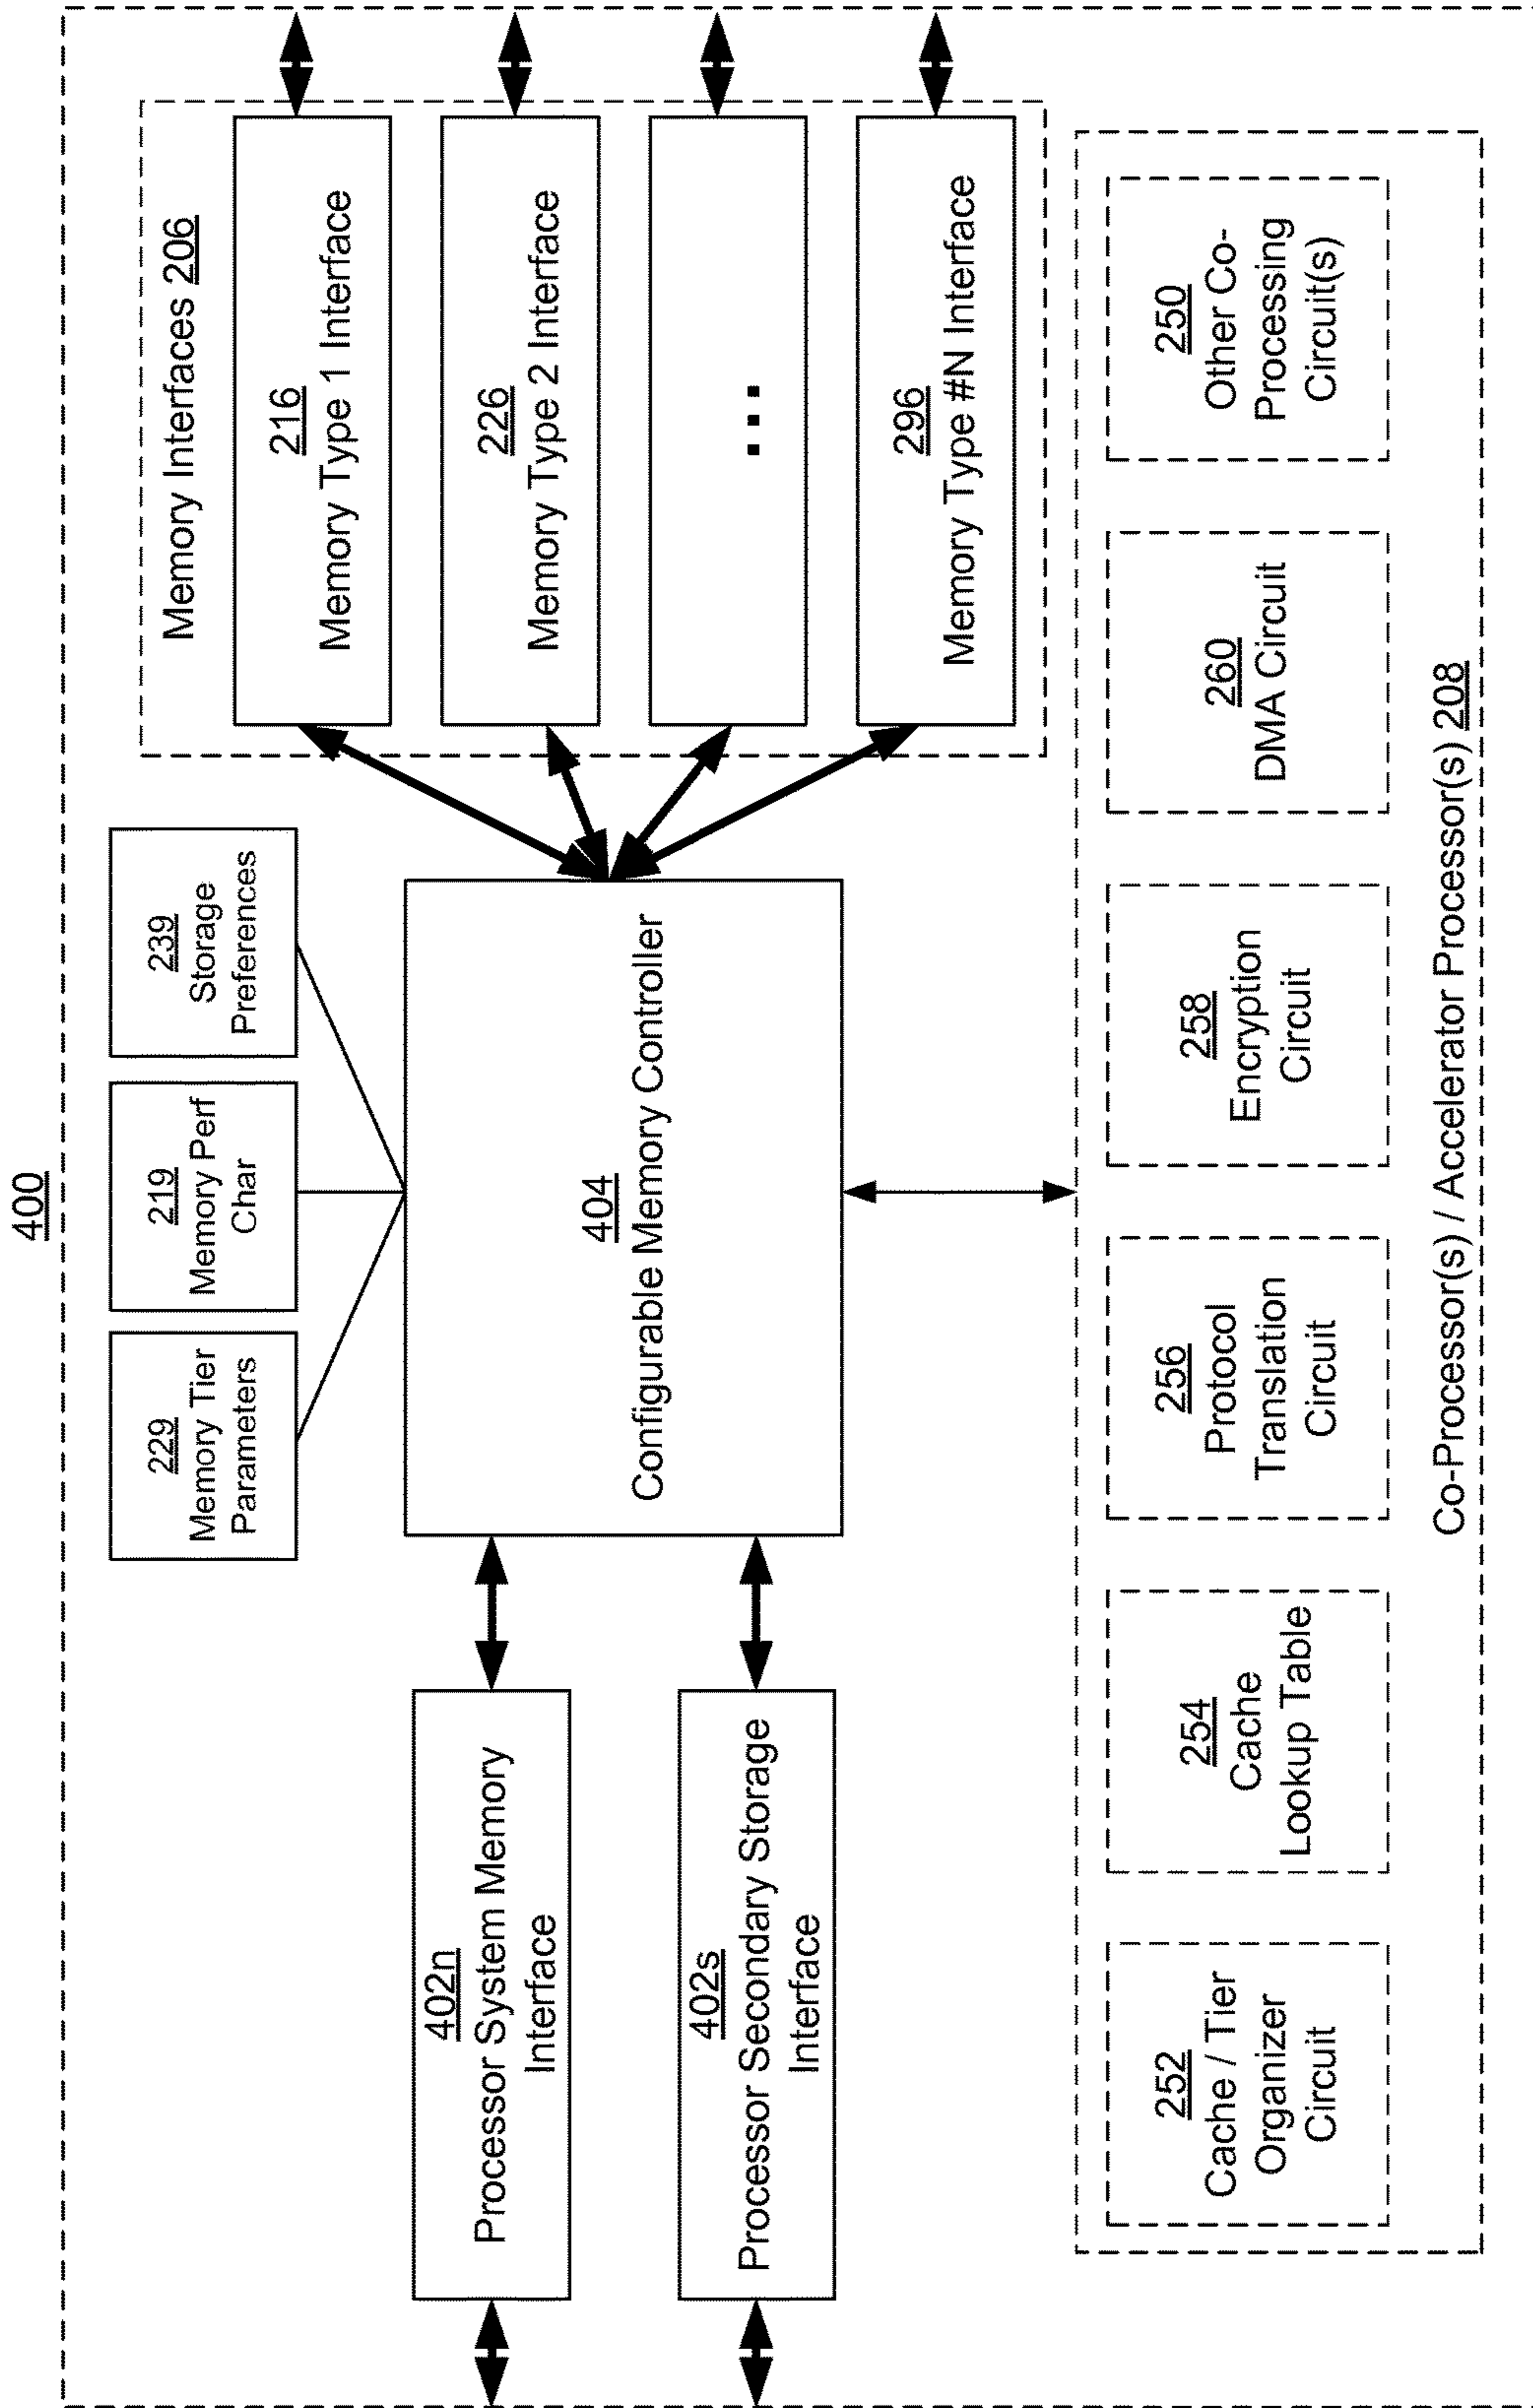 400
229
Memory Tier
Parameters
219
Memory Perf
Char
239
Storage
Preferences
Memory Interfaces 206
216
Memory Type 1 Interface
226
Memory Type 2 Interface
...
296
Memory Type #N Interface
404
Configurable Memory Controller
402n
Processor System Memory
Interface
402s
Processor Secondary Storage
Interface
252
Cache / Tier
Organizer
Circuit
254
Cache
Lookup Table
256
Protocol
Translation
Circuit
258
Encryption
Circuit
260
DMA Circuit
250
Other Co-
Processing
Circuit(s)
Co-Processor(s) / Accelerator Processor(s) 208